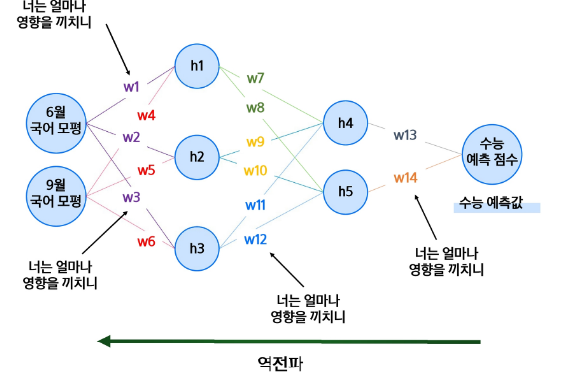 너는 얼마나
영향을 끼치니
6월
국어 모평
9월
국어 모평
w1
w4
w2
w5
w3
w6
h1
h2
h3
w7
w8
w9
w10
w11
w12
h4
h5
w13
w14
수능
예측 점수
수능 예측값
너는 얼마나
영향을 끼치니
너는 얼마나
영향을 끼치니
너는 얼마나
영향을 끼치니
역전파